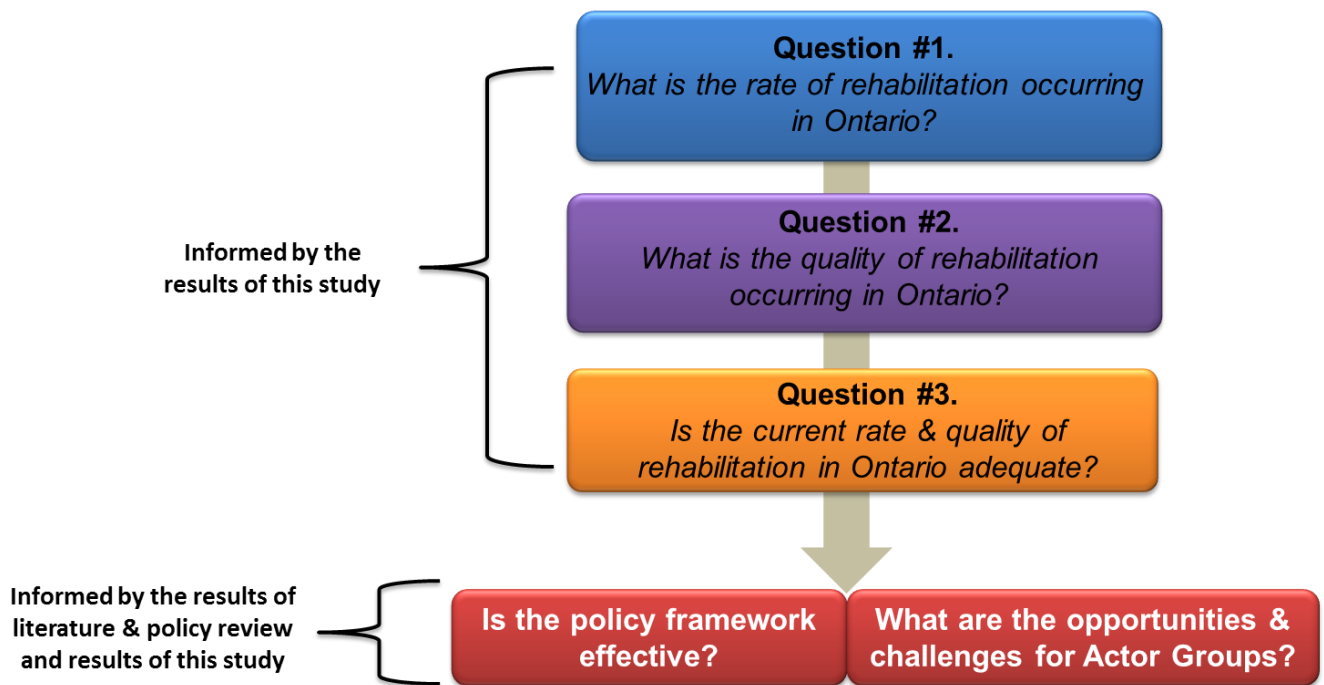 Question #1.
What is the rate of rehabilitation occurring
in Ontario?
Informed by the
results of this study
Question #2.
What is the quality of rehabilitation
occurring in Ontario?
Question #3.
Is the current rate & quality of
rehabilitation in Ontario adequate?
Informed by the results of
literature & policy review
and results of this study
Is the policy framework
effective?
What are the opportunities &
challenges for Actor Groups?